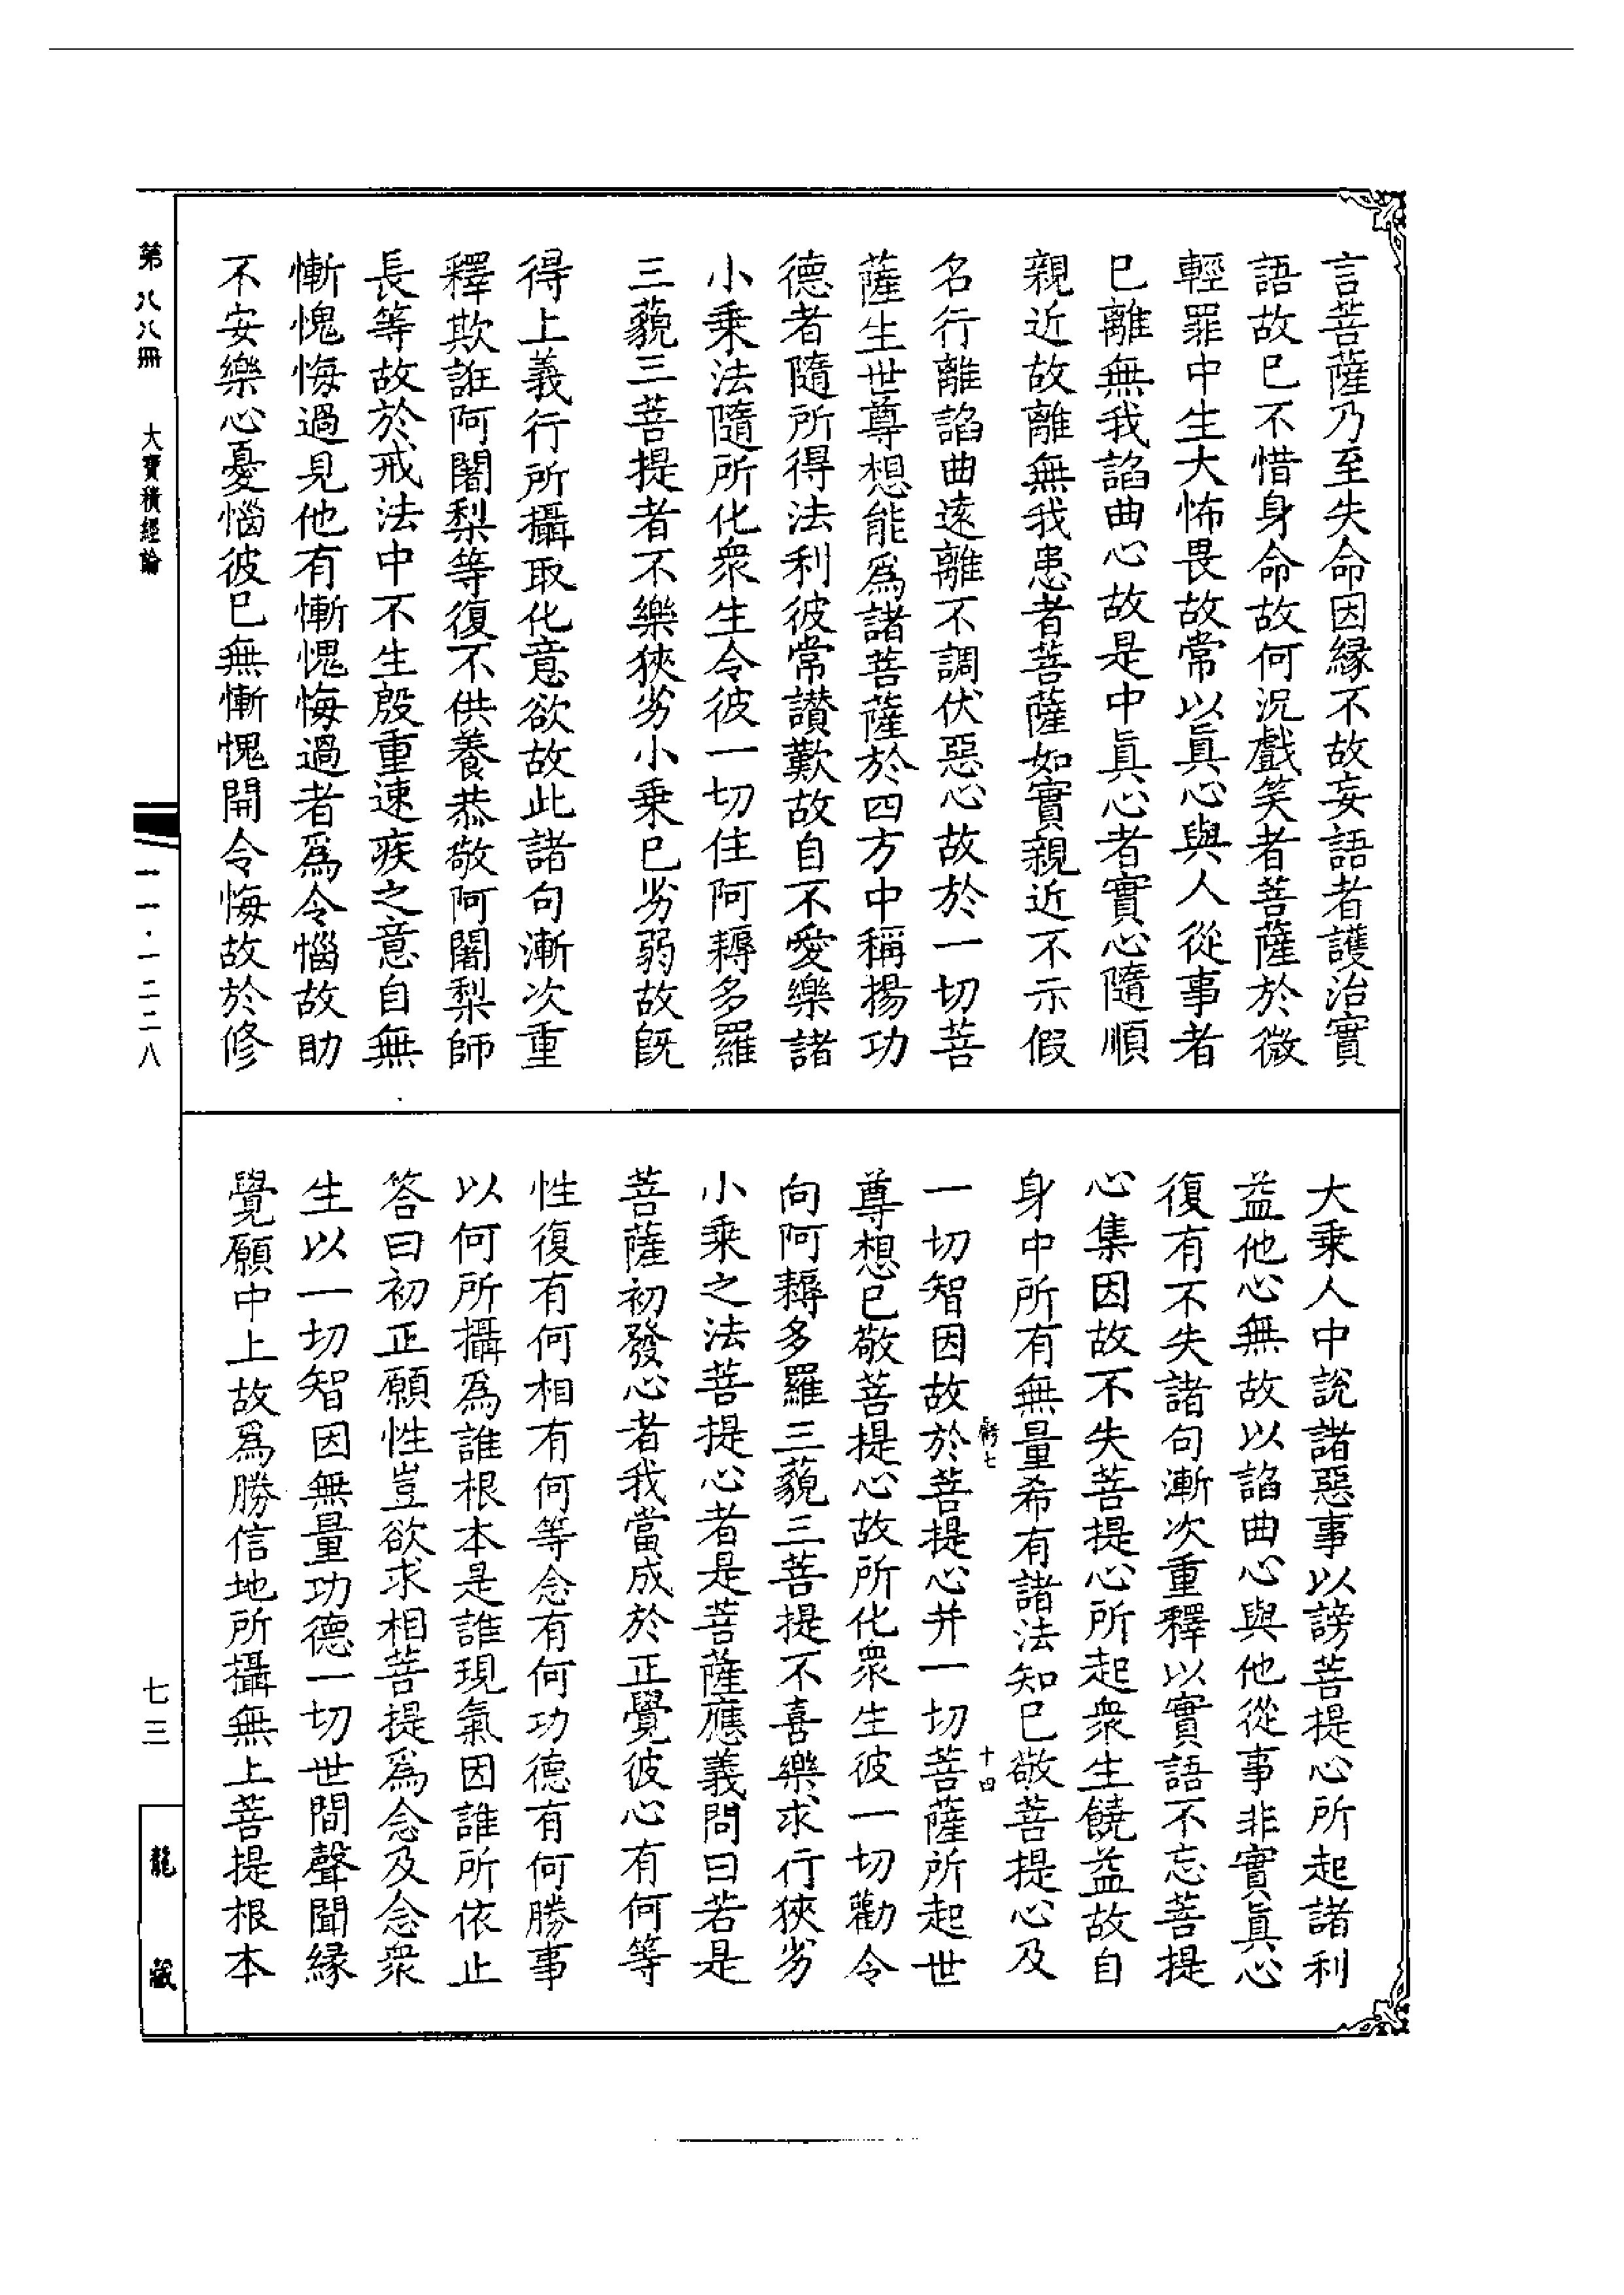 言菩薩乃至失命因緣不故妄語者護治實
語故已不惜身命故何況戲笑者菩薩於微
輕罪中生大怖畏故常以眞心與人從事者
已離無我諂曲心故是中眞心者實心隨順
親近故離無我患者菩薩如實親近不示假
名行離諂曲遠離不調伏惡心故於一切菩
薩生世尊想能爲諸菩薩於四方中稱揚功
德者隨所得法利彼常讃歎故自不愛樂諸
小乘法隨所化衆生令彼一切住阿耨多羅
三藐三菩提者不樂狹劣小乘已劣弱故旣
得上義行所攝取化意欲故此諸句漸次重
釋欺誑阿闍梨等復不供養恭敬阿闍梨師
長等故於戒法中不生殷重速疾之意自無
慚愧悔過見他有慚愧悔過者爲令惱故助
不安樂心憂惱彼已無慚愧開令悔故於修
大乘人中說諸惡事以謗菩提心所起諸利
益他心無故以諂曲心與他從事非實眞心
復有不失諸句漸次重釋以實語不忘菩提
心集因故不失菩提心所起衆生饒益故自
身中所有無量希有諸法知已敬菩提心及
一切智因故於菩提心并一切菩薩所起世
尊想已敬菩提心故所化衆生彼一切勸令
向阿耨多羅三藐三菩提不喜樂求行狹劣
小乘之法菩提心者是菩薩應義問曰若是
菩薩初發心者我當成於正覺彼心有何等
性復有何相有何等念有何功德有何勝事
以何所攝爲誰根本是誰現氣因誰所依止
答曰初正願性豈欲求相菩提爲念及念衆
生以一切智因無量功德一切世間聲聞緣
覺願中上故爲勝信地所攝無上菩提根本
七
十四
第八八冊
大寶積經論
一一·一二二八
七三
龍藏